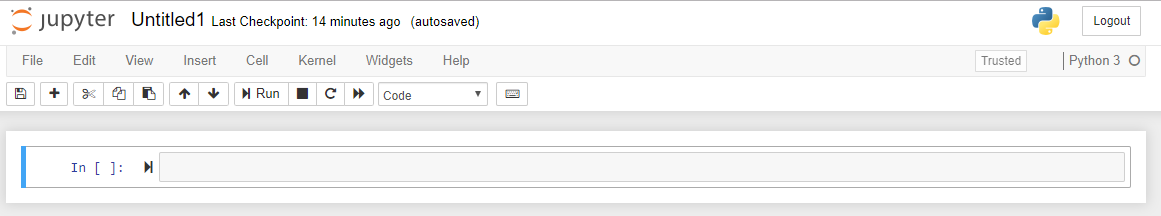 jupyter Untitled1 Last Checkpoint: 14 minutes ago (autosaved) Logout
File Edit View Insert Cell Kernel Widgets Help Trusted Python 3
Run Code
In [ ]: